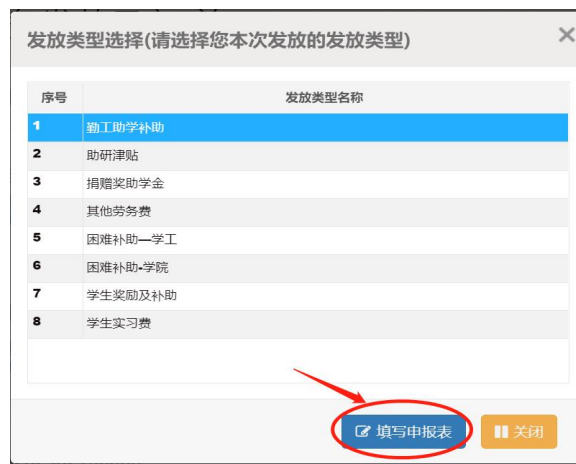 发放类型选择(请选择您本次发放的发放类型)
序号 发放类型名称
1 勤工助学补助
2 助研津贴
3 捐赠奖助学金
4 其他劳务费
5 困难补助—学工
6 困难补助-学院
7 学生奖励及补助
8 学生实习费
填写申报表 关闭